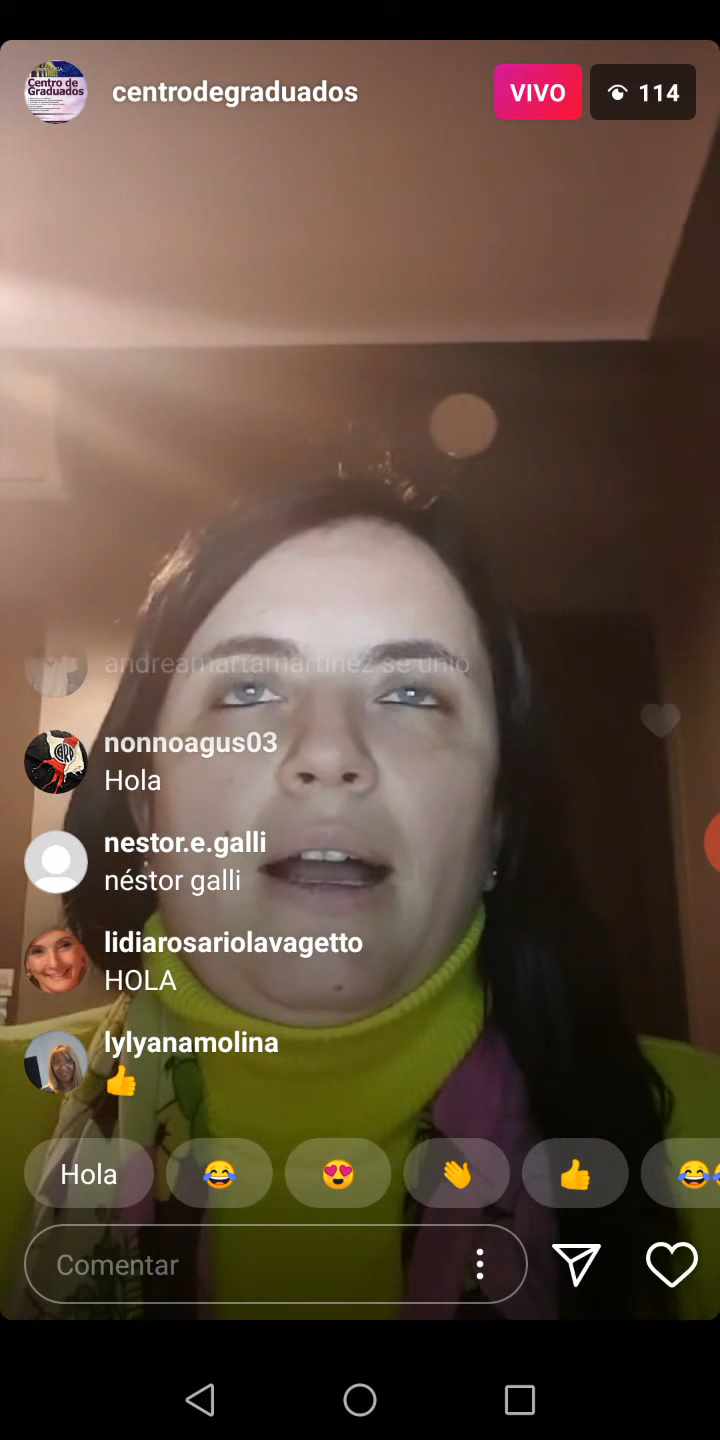 Centro de
Graduados
centrodegraduados
VIVO
114
andreamartamartinez se unió
nonnoagus03
Hola
nestor.e.galli
néstor galli
lidiarosariolavagetto
HOLA
lylyanamolina
Hola
Comentar